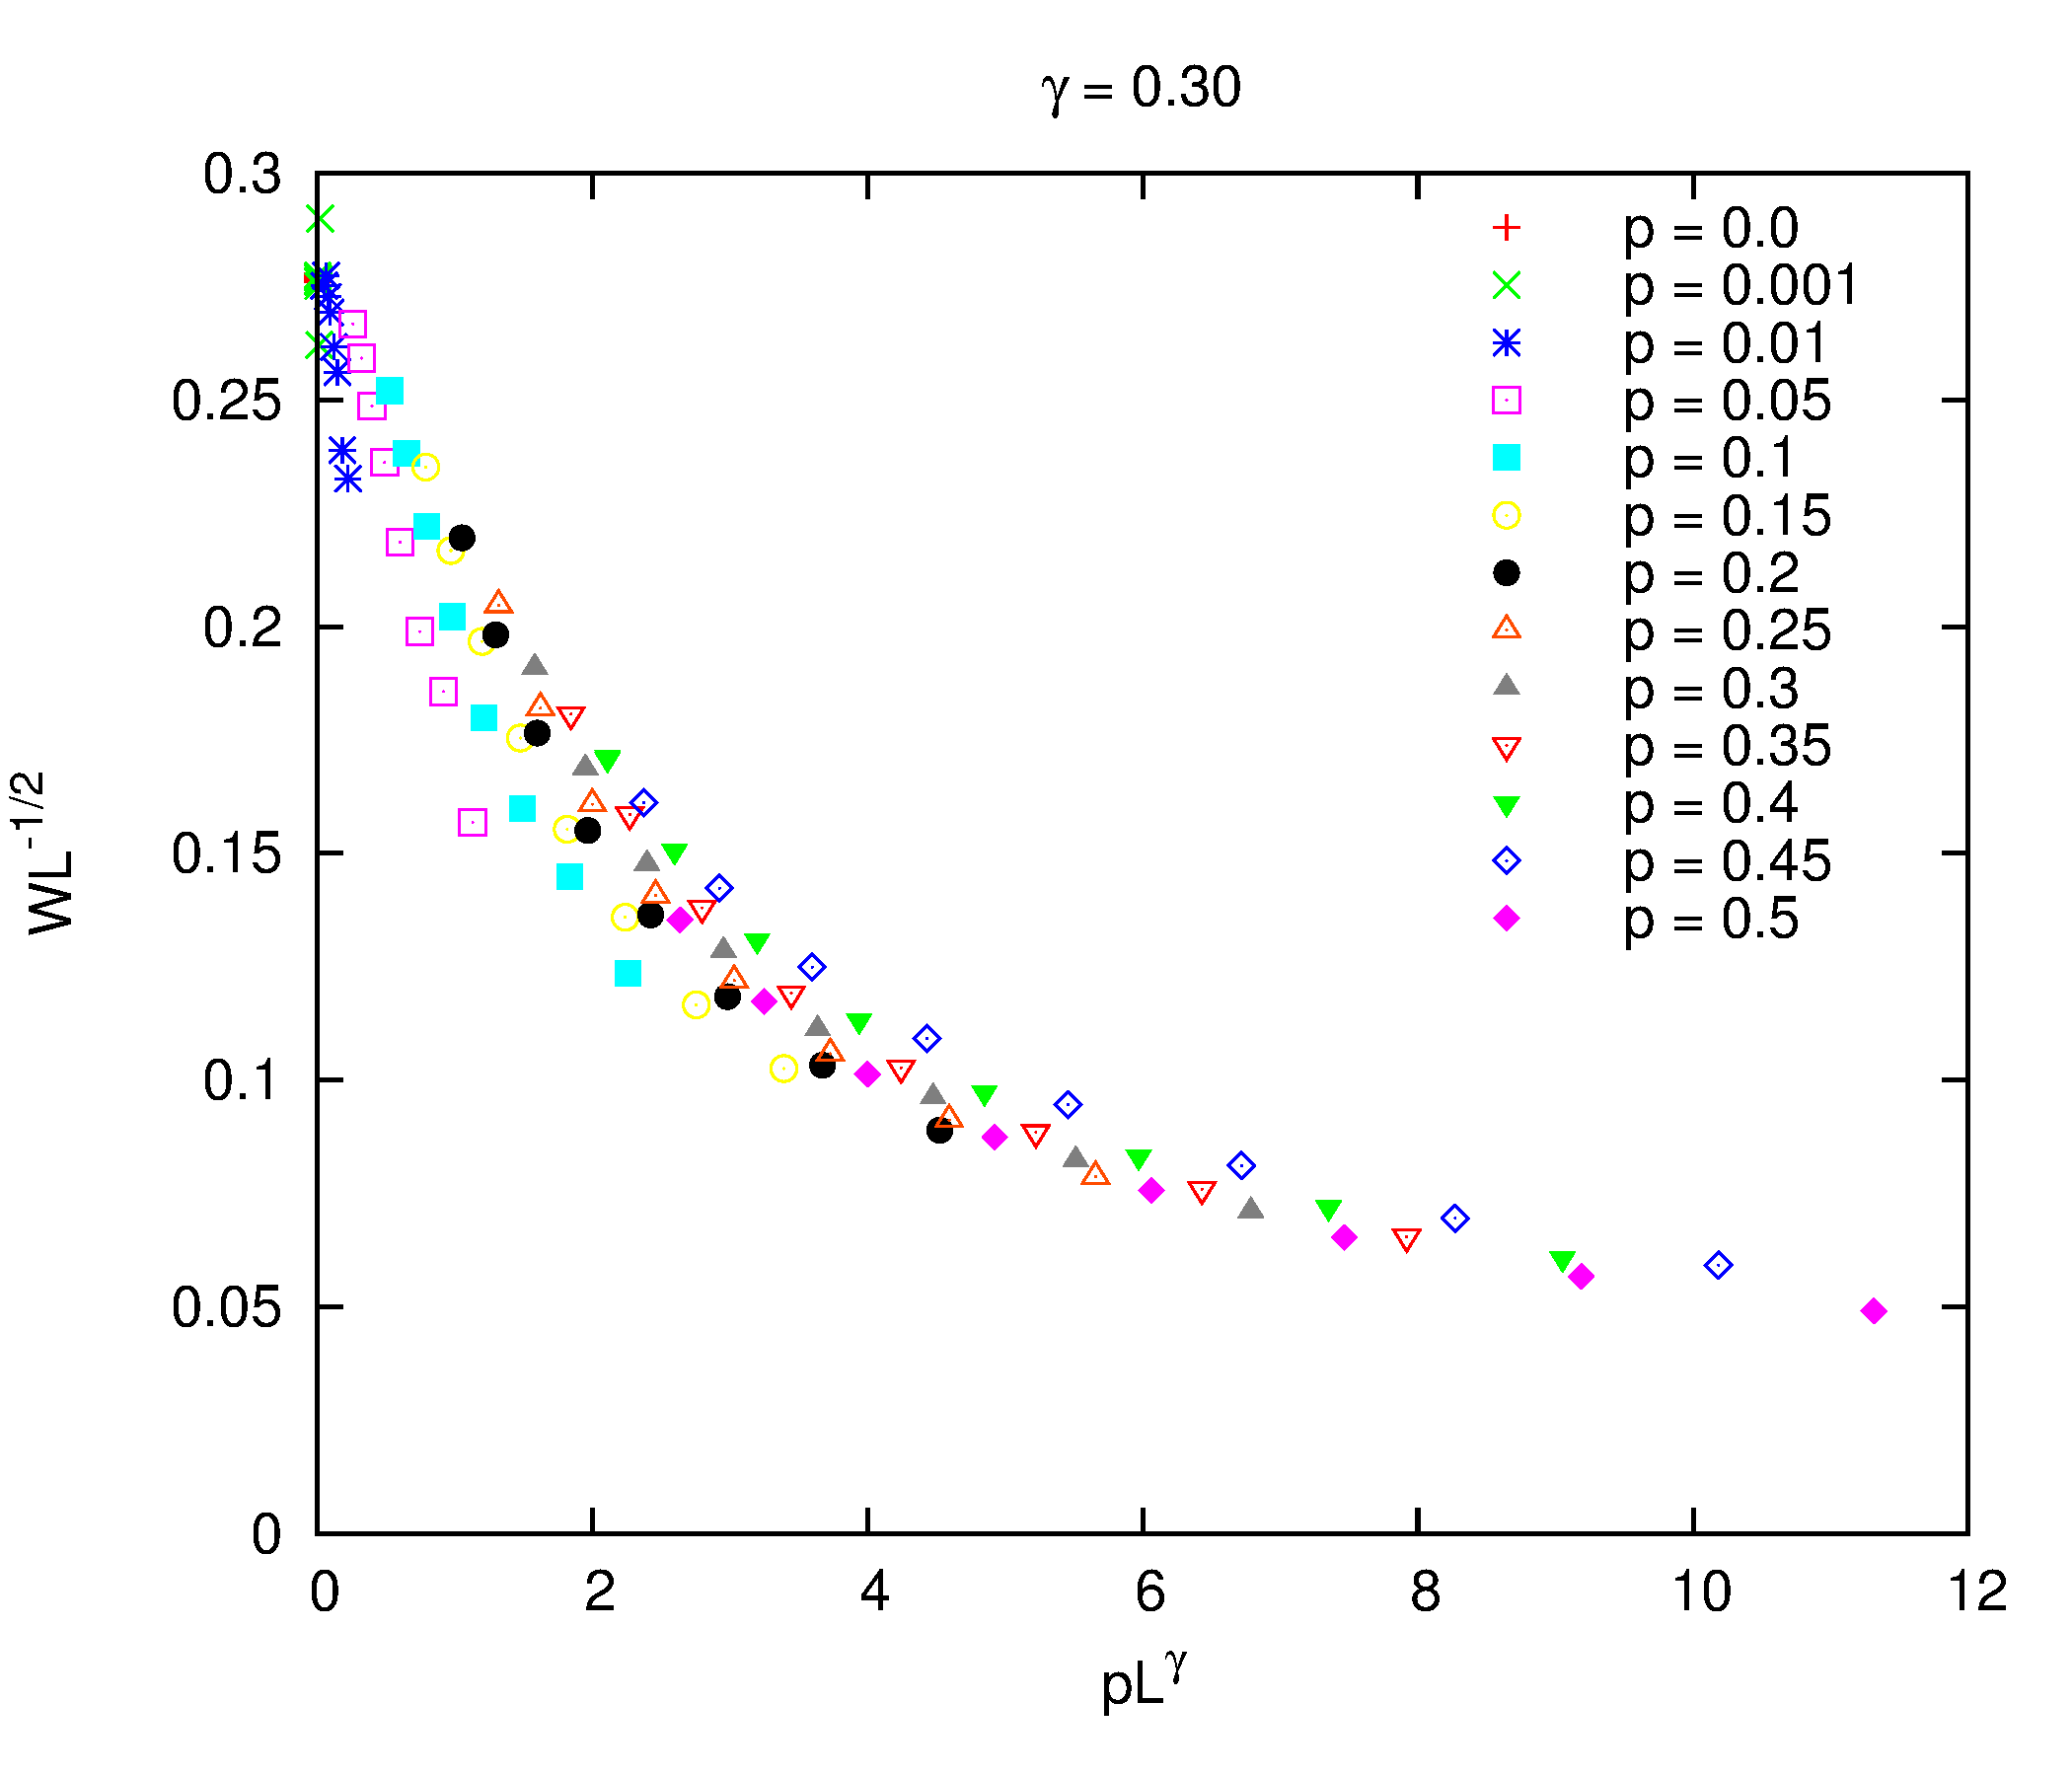 γ = 0.30
0.3
0.25
0.2
0.15
0.1
0.05
0
0 2 4 6 8 10 12
WL^-1/2
pL^γ
p = 0.0
p = 0.001
p = 0.01
p = 0.05
p = 0.1
p = 0.15
p = 0.2
p = 0.25
p = 0.3
p = 0.35
p = 0.4
p = 0.45
p = 0.5